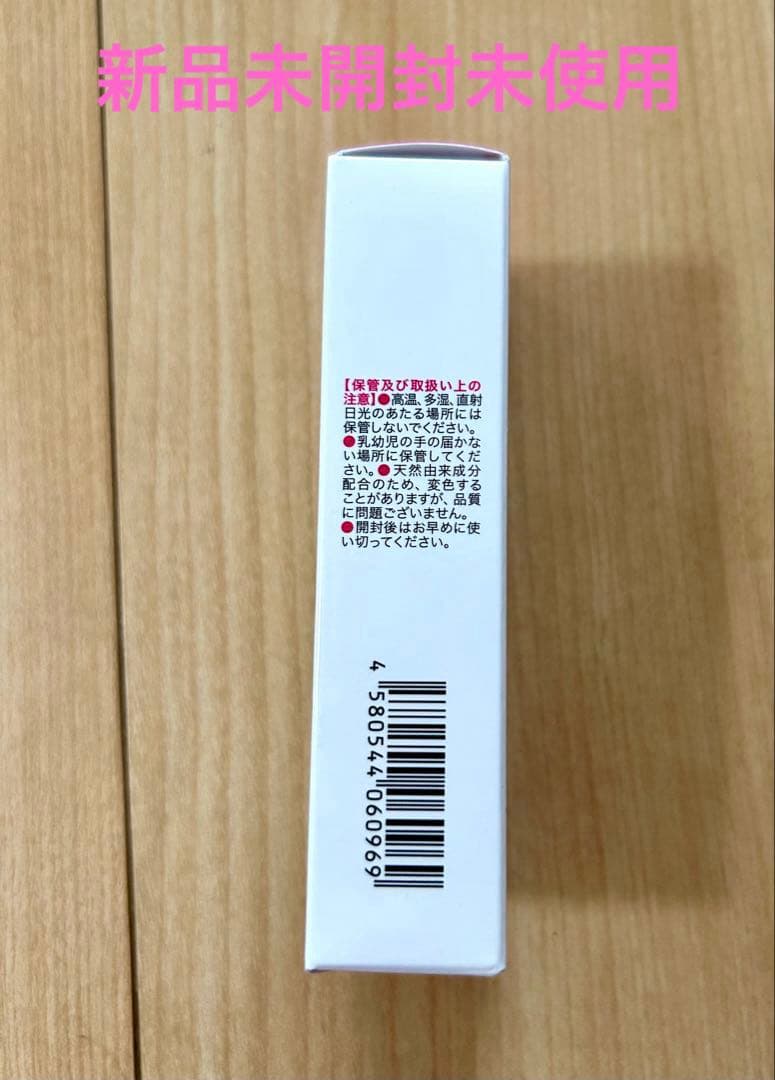 新品未開封未使用
【保管及び取扱い上の
注意】●高温、多湿、直射
日光のあたる場所には
保管しないでください。
●乳幼児の手の届かな
い場所に保管してくだ
さい。●天然由来成分
配合のため、変色する
ことがありますが、品質
に問題ございません。
●開封後はお早めに使
い切ってください。
4 580544 060969